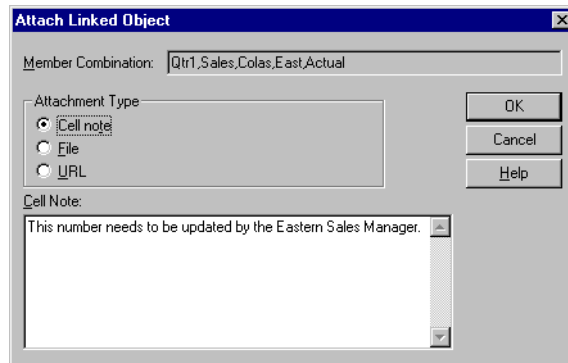 Attach Linked Object
Member Combination: Qtr1,Sales,Colas,East,Actual
Attachment Type
Cell note
File
URL
OK
Cancel
Help
Cell Note:
This number needs to be updated by the Eastern Sales Manager.